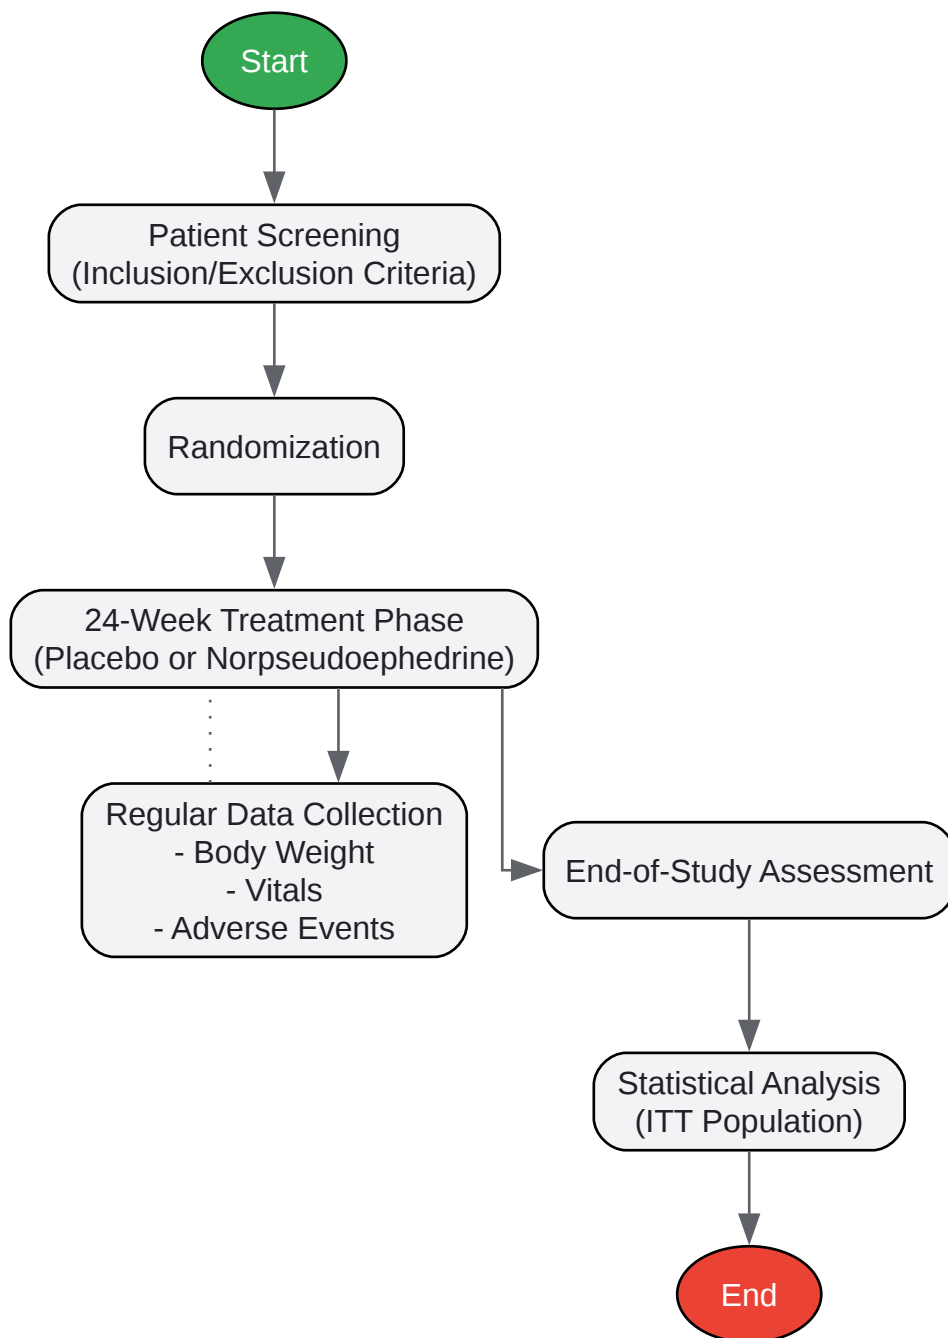 Start
Patient Screening
(Inclusion/Exclusion Criteria)
Randomization
24-Week Treatment Phase
(Placebo or Norpseudoephedrine)
Regular Data Collection
- Body Weight
- Vitals
- Adverse Events
End-of-Study Assessment
Statistical Analysis
(ITT Population)
End